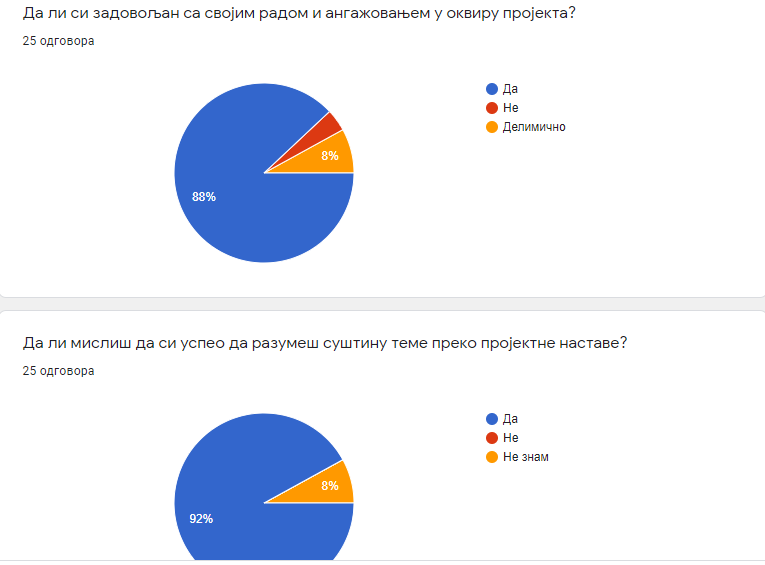 Да ли си задовољан са својим радом и ангажовањем у оквиру пројекта?
25 одговора
Да
Не
Делимично
8%
88%
Да ли мислиш да си успео да разумеш суштину теме преко пројектне наставе?
25 одговора
Да
Не
Не знам
8%
92%